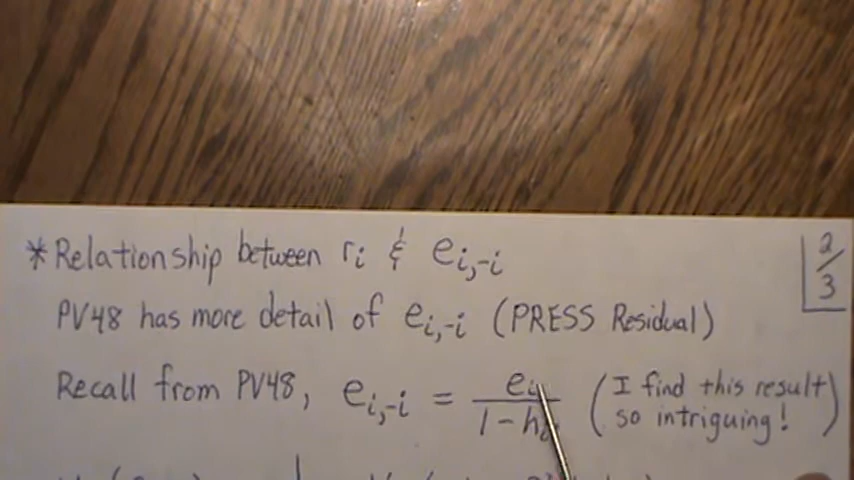 *Relationship between ri & ei,-i
2/3
PV48 has more detail of ei,-i (PRESS Residual)
Recall from PV48, ei,-i = ei / 1-hi (I find this result so intriguing!)